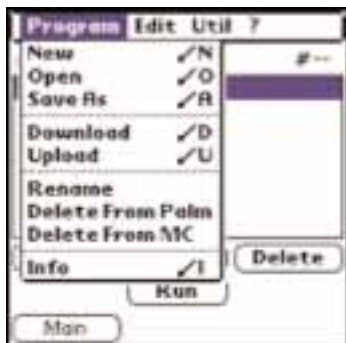 Program Edit Util ?
New ⁄N
#--
Open ⁄O
Save As ⁄A
Download ⁄D
Upload ⁄U
Rename
Delete From Palm
Delete From MC
Info ⁄I
Delete
Run
Main